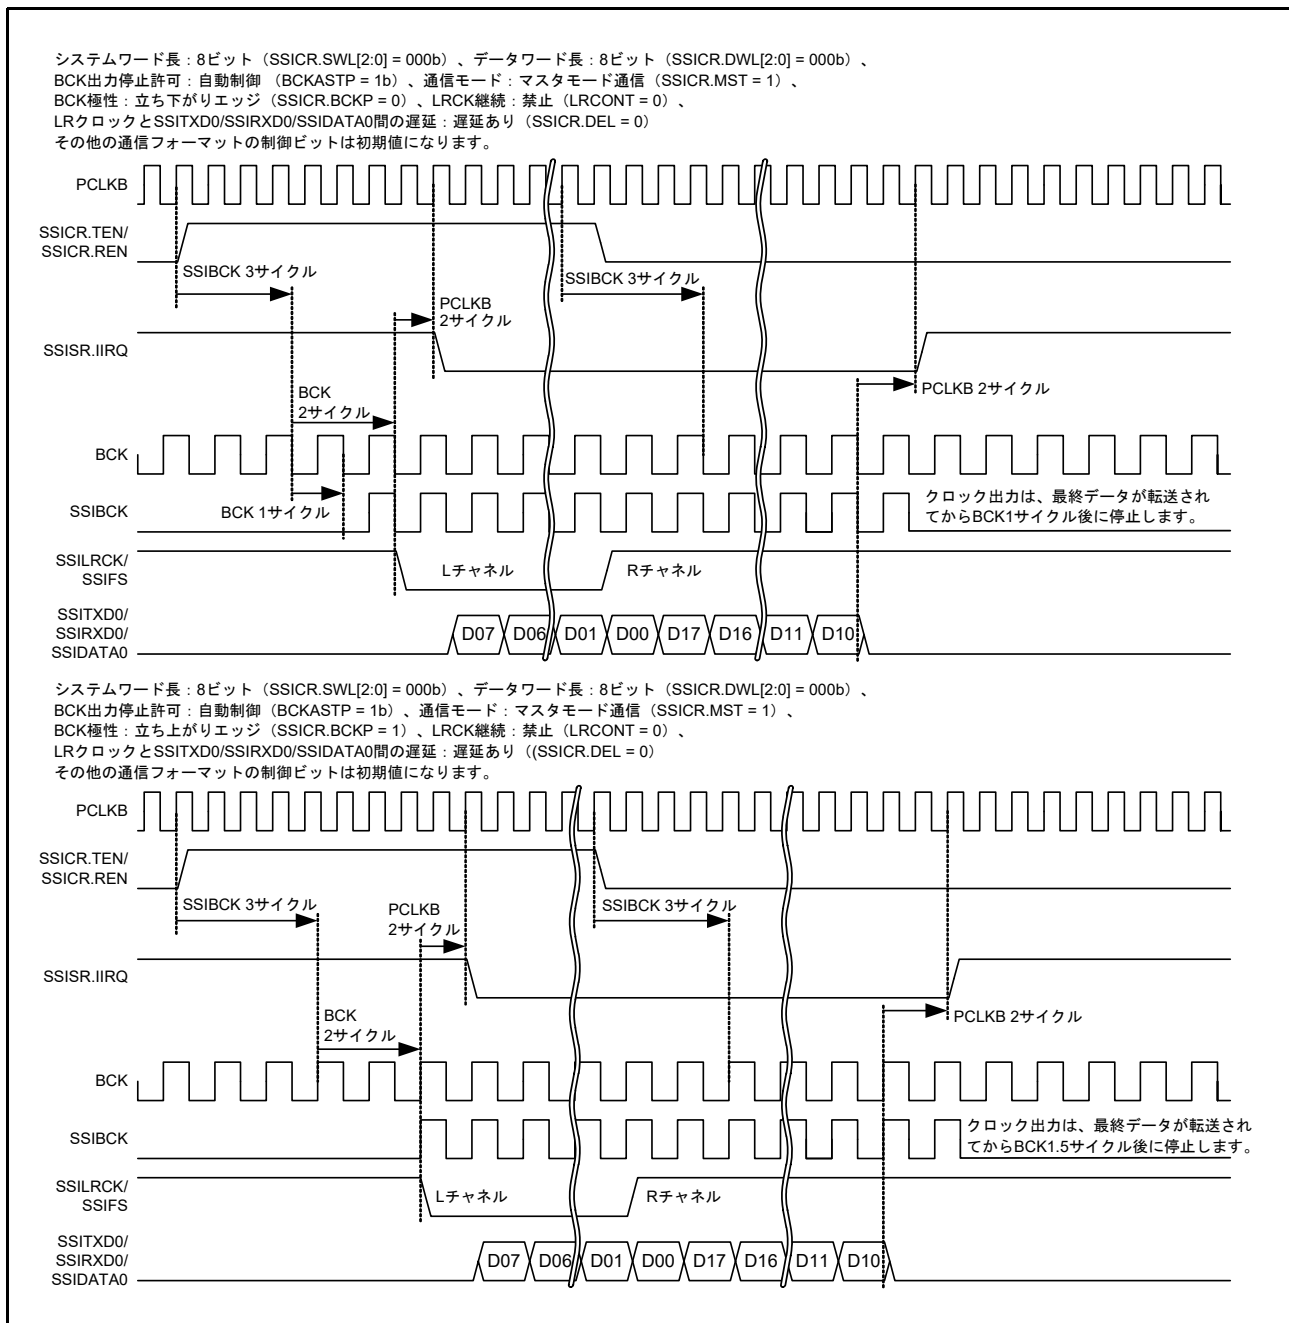 システムワード長：8ビット（SSICR.SWL[2:0] = 000b）、データワード長：8ビット（SSICR.DWL[2:0] = 000b）、
BCK出力停止許可：自動制御 （BCKASTP = 1b）、通信モード：マスタモード通信（SSICR.MST = 1）、
BCK極性：立ち下がりエッジ（SSICR.BCKP = 0）、LRCK継続：禁止（LRCONT = 0）、
LRクロックとSSITXD0/SSIRXD0/SSIDATA0間の遅延：遅延あり（SSICR.DEL = 0）
その他の通信フォーマットの制御ビットは初期値になります。
PCLKB
SSICR.TEN/
SSICR.REN
SSIBCK 3サイクル
SSIBCK 3サイクル
PCLKB
2サイクル
SSISR.IIRQ
PCLKB 2サイクル
BCK
2サイクル
BCK
SSIBCK
BCK 1サイクル
クロック出力は、最終データが転送され
てからBCK1サイクル後に停止します。
SSILRCK/
SSIFS
Lチャネル
Rチャネル
SSITXD0/
SSIRXD0/
SSIDATA0
D07 D06 D01 D00 D17 D16 D11 D10
システムワード長：8ビット（SSICR.SWL[2:0] = 000b）、データワード長：8ビット（SSICR.DWL[2:0] = 000b）、
BCK出力停止許可：自動制御（BCKASTP = 1b）、通信モード：マスタモード通信（SSICR.MST = 1）、
BCK極性：立ち上がりエッジ（SSICR.BCKP = 1）、LRCK継続：禁止（LRCONT = 0）、
LRクロックとSSITXD0/SSIRXD0/SSIDATA0間の遅延：遅延あり（(SSICR.DEL = 0）
その他の通信フォーマットの制御ビットは初期値になります。
PCLKB
SSICR.TEN/
SSICR.REN
SSIBCK 3サイクル
PCLKB
2サイクル
SSIBCK 3サイクル
SSISR.IIRQ
BCK
2サイクル
PCLKB 2サイクル
BCK
SSIBCK
クロック出力は、最終データが転送され
てからBCK1.5サイクル後に停止します。
SSILRCK/
SSIFS
Lチャネル
Rチャネル
SSITXD0/
SSIRXD0/
SSIDATA0
D07 D06 D01 D00 D17 D16 D11 D10